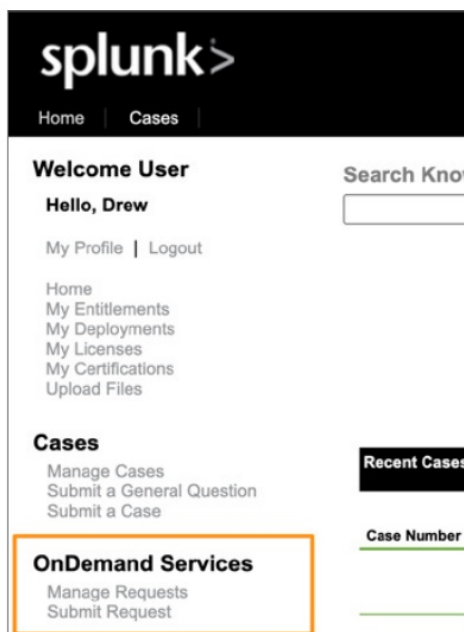 splunk>
Home Cases
Welcome User
Hello, Drew
My Profile | Logout
Home
My Entitlements
My Deployments
My Licenses
My Certifications
Upload Files
Cases
Manage Cases
Submit a General Question
Submit a Case
OnDemand Services
Manage Requests
Submit Request
Search Know
Recent Cases
Case Number